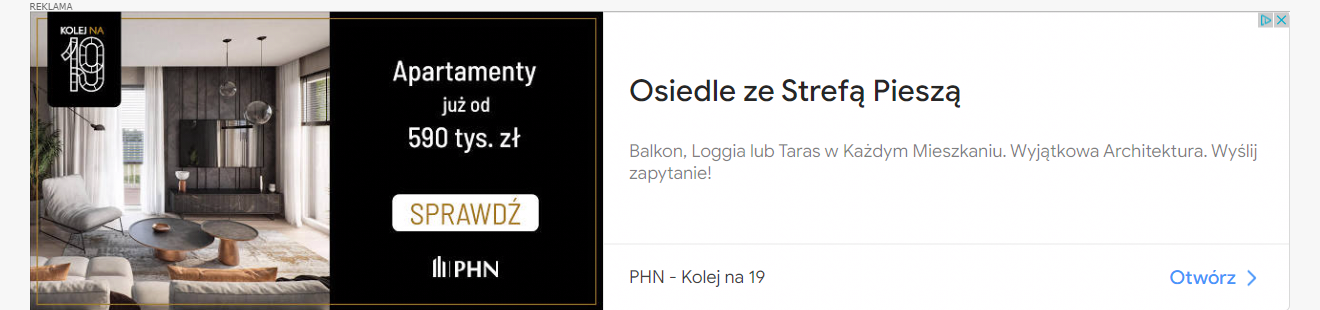 REKLAMA
KOLEJ NA
19
Apartamenty
już od
590 tys. zł
SPRAWDŹ
PHN
Osiedle ze Strefą Pieszą
Balkon, Loggia lub Taras w Każdym Mieszkaniu. Wyjątkowa Architektura. Wyślij
zapytanie!
PHN - Kolej na 19
Otwórz